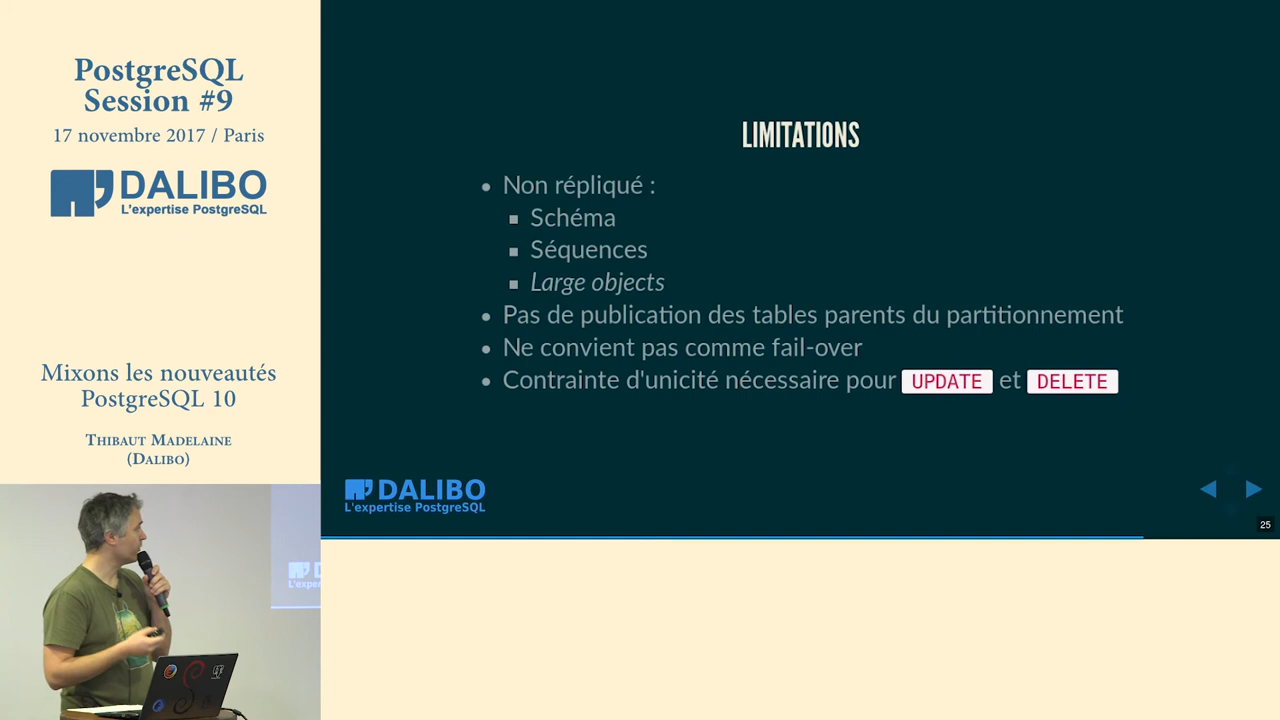 PostgreSQL
Session #9
17 novembre 2017 / Paris
DALIBO
L'expertise PostgreSQL
Mixons les nouveautés
PostgreSQL 10
Thibaut Madelaine
(Dalibo)
LIMITATIONS
Non répliqué :
Schéma
Séquences
Large objects
Pas de publication des tables parents du partitionnement
Ne convient pas comme fail-over
Contrainte d'unicité nécessaire pour UPDATE et DELETE
DALIBO
L'expertise PostgreSQL
25